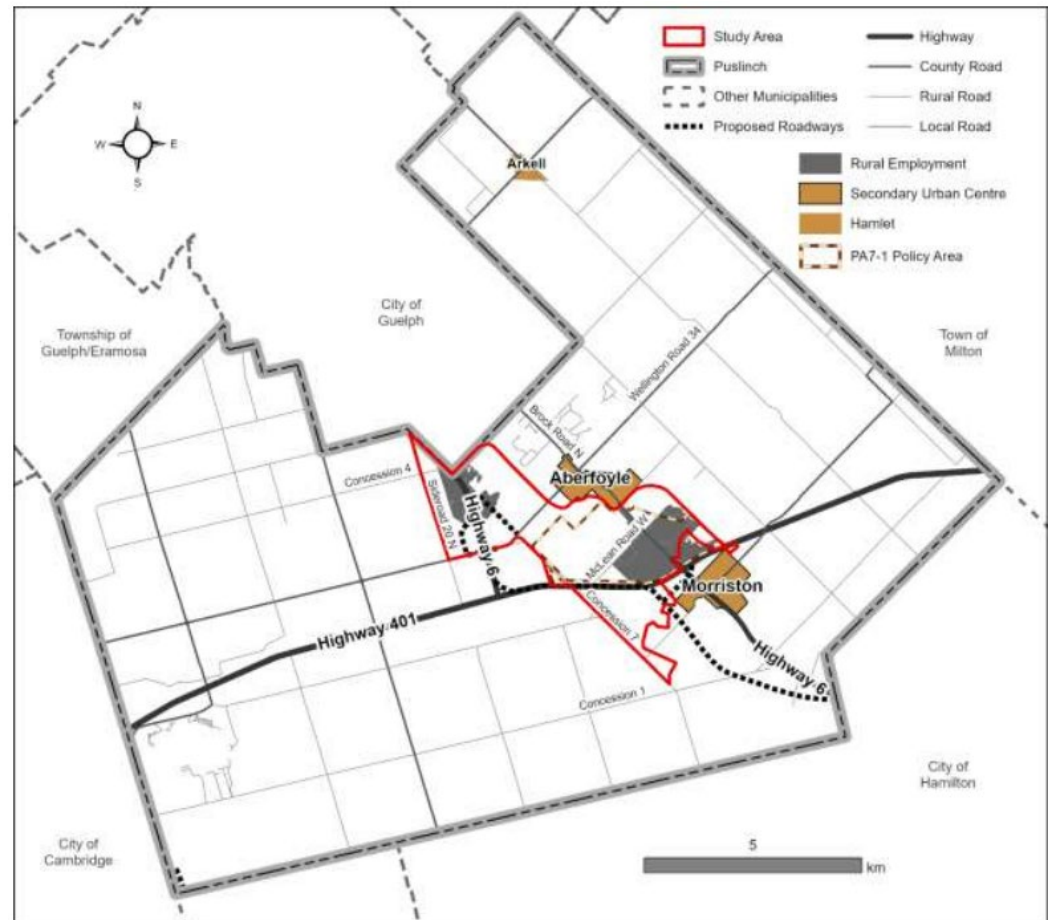 Study Area
Highway
Puslinch
County Road
Other Municipalities
Rural Road
Proposed Roadways
Local Road
Rural Employment
Secondary Urban Centre
Hamlet
PA7-1 Policy Area
N
W
E
S
Arkell
City of
Guelph
Township of
Guelph/Eramosa
Town of
Milton
Wellington Road 34
Brock Road N
Aberfoyle
Concession 4
Sideroad 20 N
Highway 6
McLean Road W
Morriston
Concession 7
Highway 401
Highway 6
Concession 1
City of
Hamilton
City of
Cambridge
5
km